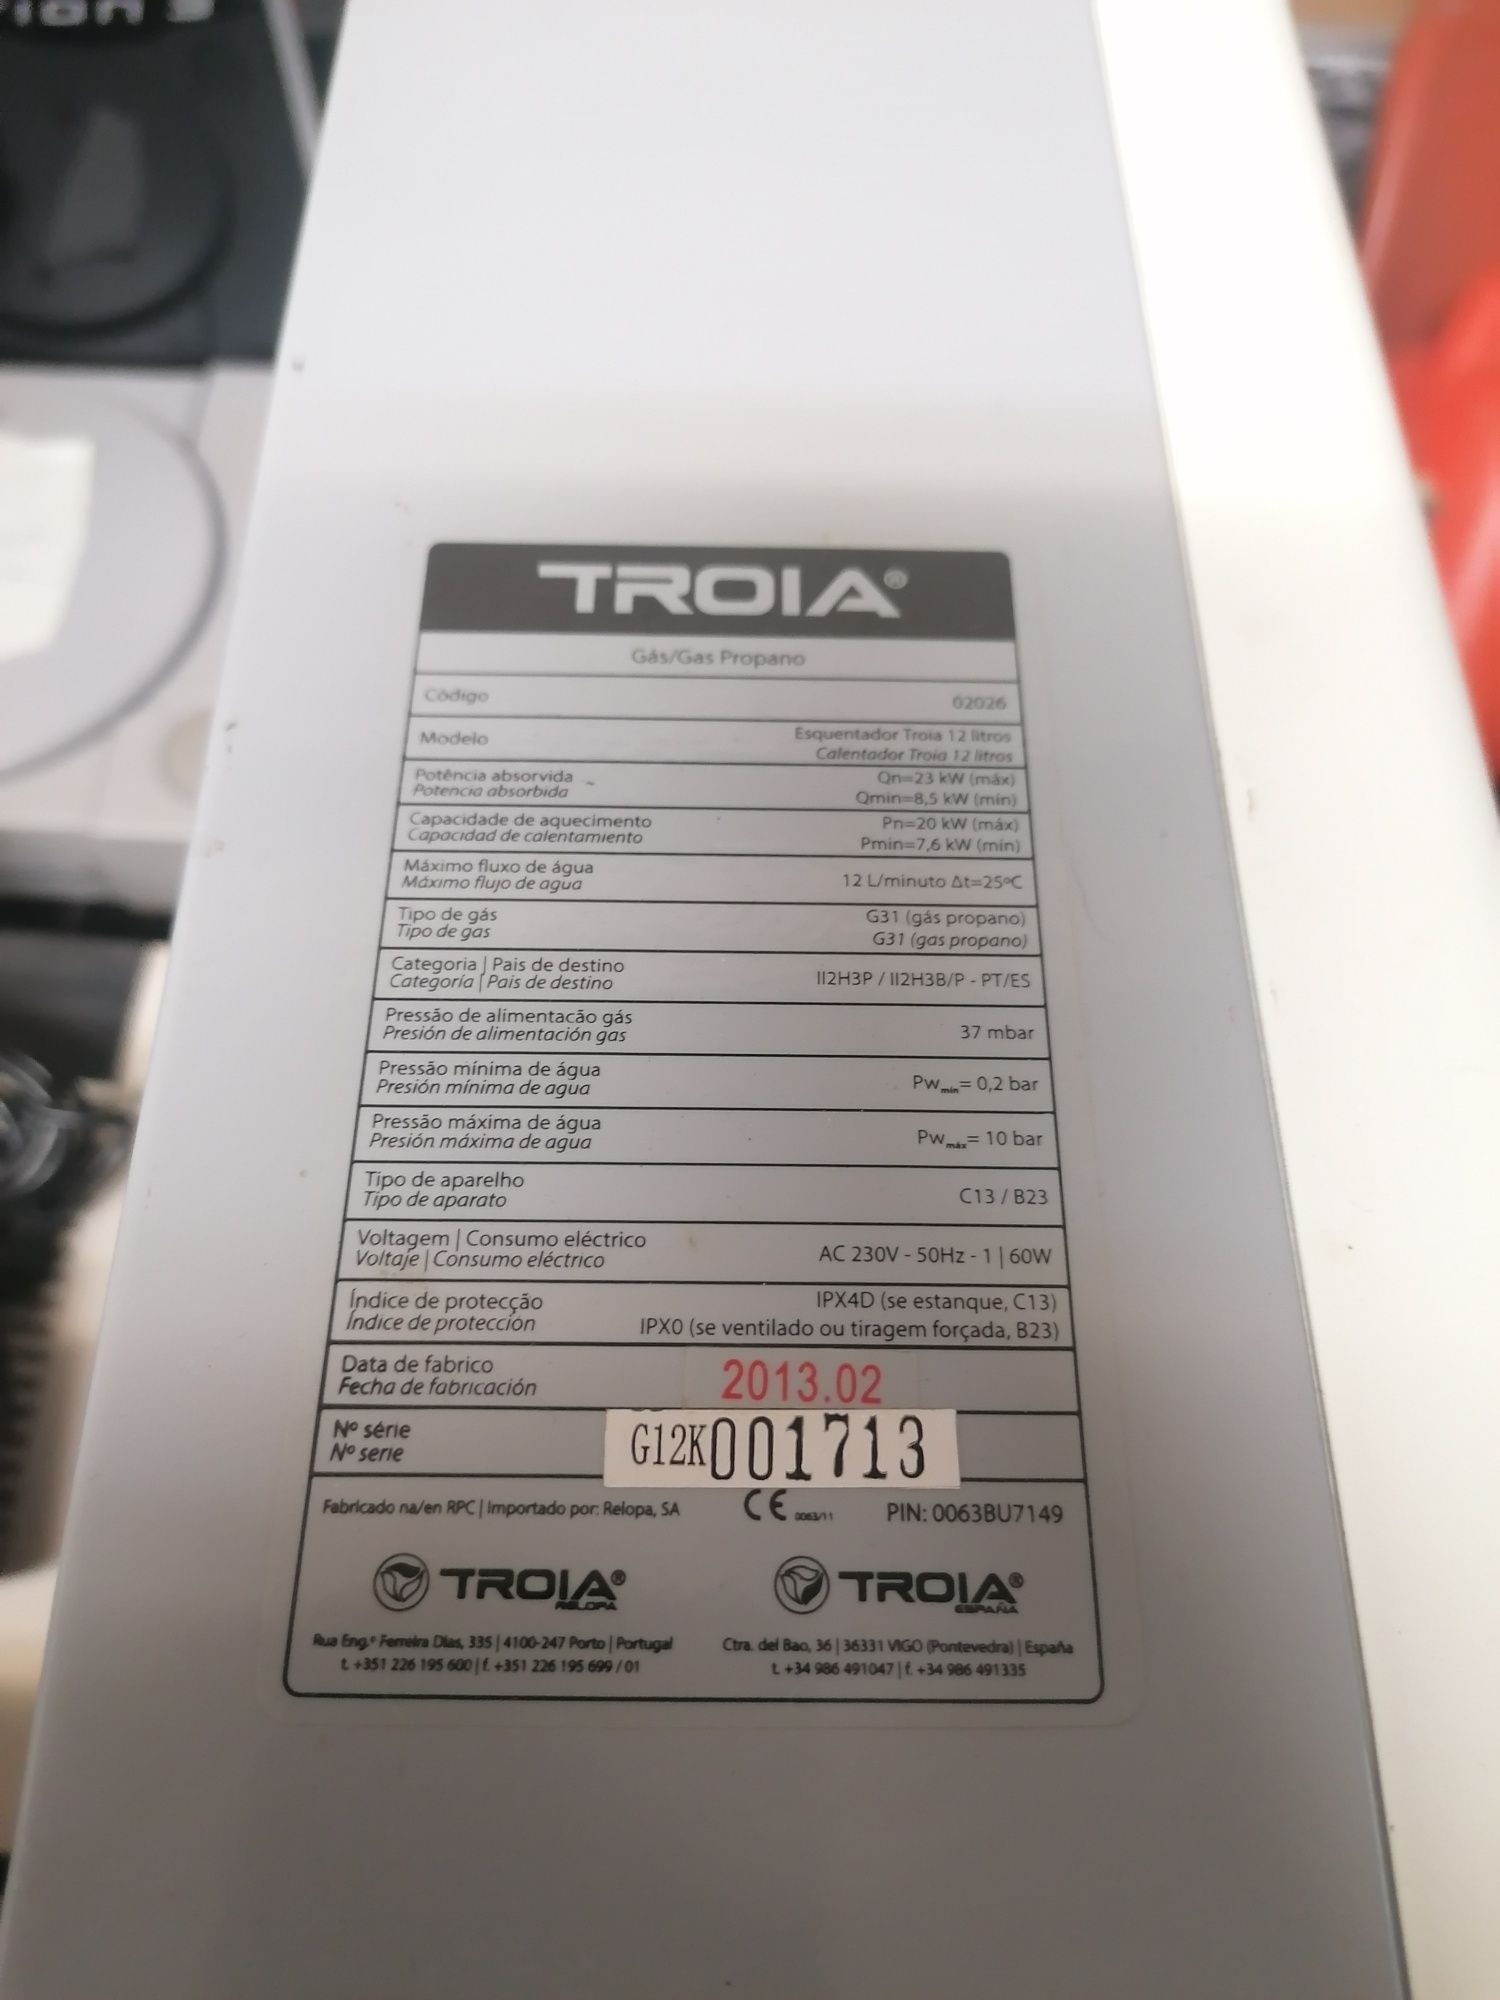 TROIA®
Gás/Gas Propano
Código 02026
Modelo Esquentador Troia 12 litros
Calentador Troia 12 litros
Potência absorvida Qn=23 kW (máx)
Potencia absorbida Qmin=8,5 kW (mín)
Capacidade de aquecimento Pn=20 kW (máx)
Capacidad de calentamiento Pmin=7,6 kW (mín)
Máximo fluxo de água
Máximo flujo de agua 12 L/minuto Δt=25ºC
Tipo de gás G31 (gás propano)
Tipo de gas G31 (gas propano)
Categoria | Pais de destino
Categoría | Pais de destino II2H3P / II2H3B/P - PT/ES
Pressão de alimentacão gás
Presión de alimentación gas 37 mbar
Pressão mínima de água
Presión mínima de agua Pwmin= 0,2 bar
Pressão máxima de água
Presión máxima de agua Pwmáx= 10 bar
Tipo de aparelho
Tipo de aparato C13 / B23
Voltagem | Consumo eléctrico
Voltaje | Consumo eléctrico AC 230V - 50Hz - 1 | 60W
Índice de protecção IPX4D (se estanque, C13)
Índice de protección IPX0 (se ventilado ou tiragem forçada, B23)
Data de fabrico
Fecha de fabricación 2013.02
Nº série
Nº serie G12K001713
Fabricado na/en RPC | Importado por: Relopa, SA CE 0063/11 PIN: 0063BU7149
TROIA® TROIA®
RELOPA ESPAÑA
Rua Eng.º Ferreira Dias, 335 | 4100-247 Porto | Portugal Ctra. del Bao, 36 | 36331 VIGO (Pontevedra) | España
t. +351 226 195 600 | f. +351 226 195 699 / 01 t. +34 986 491047 | f. +34 986 491335